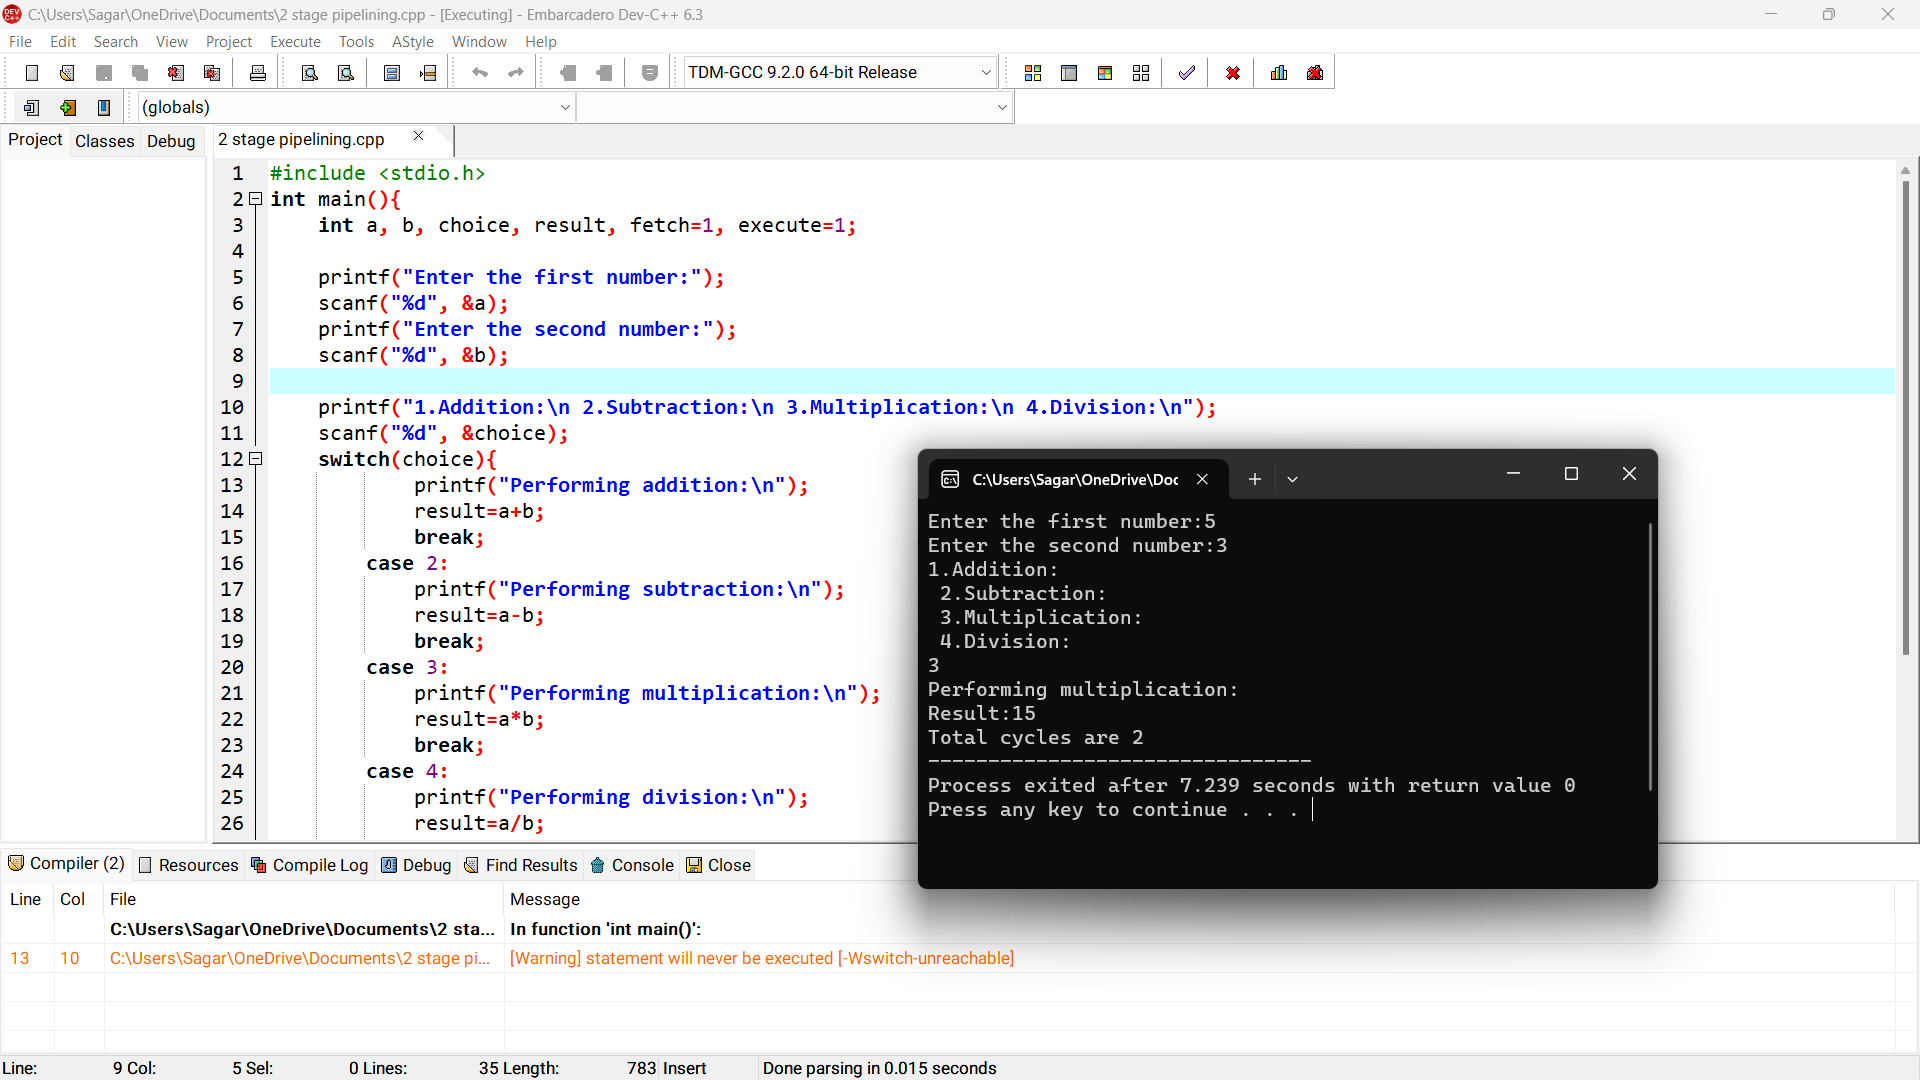 C:\Users\Sagar\OneDrive\Documents\2 stage pipelining.cpp - [Executing] - Embarcadero Dev-C++ 6.3
File Edit Search View Project Execute Tools AStyle Window Help
TDM-GCC 9.2.0 64-bit Release
(globals)
Project Classes Debug
2 stage pipelining.cpp
1 #include <stdio.h>
2 int main(){
3 int a, b, choice, result, fetch=1, execute=1;
4
5 printf("Enter the first number:");
6 scanf("%d", &a);
7 printf("Enter the second number:");
8 scanf("%d", &b);
9
10 printf("1.Addition:\n 2.Subtraction:\n 3.Multiplication:\n 4.Division:\n");
11 scanf("%d", &choice);
12 switch(choice){
13 printf("Performing addition:\n");
14 result=a+b;
15 break;
16 case 2:
17 printf("Performing subtraction:\n");
18 result=a-b;
19 break;
20 case 3:
21 printf("Performing multiplication:\n");
22 result=a*b;
23 break;
24 case 4:
25 printf("Performing division:\n");
26 result=a/b;
C:\Users\Sagar\OneDrive\Doc
Enter the first number:5
Enter the second number:3
1.Addition:
2.Subtraction:
3.Multiplication:
4.Division:
3
Performing multiplication:
Result:15
Total cycles are 2
--------------------------------
Process exited after 7.239 seconds with return value 0
Press any key to continue . . .
Compiler (2) Resources Compile Log Debug Find Results Console Close
Line Col File Message
C:\Users\Sagar\OneDrive\Documents\2 sta... In function 'int main()':
13 10 C:\Users\Sagar\OneDrive\Documents\2 stage pi... [Warning] statement will never be executed [-Wswitch-unreachable]
Line: 9 Col: 5 Sel: 0 Lines: 35 Length: 783 Insert Done parsing in 0.015 seconds